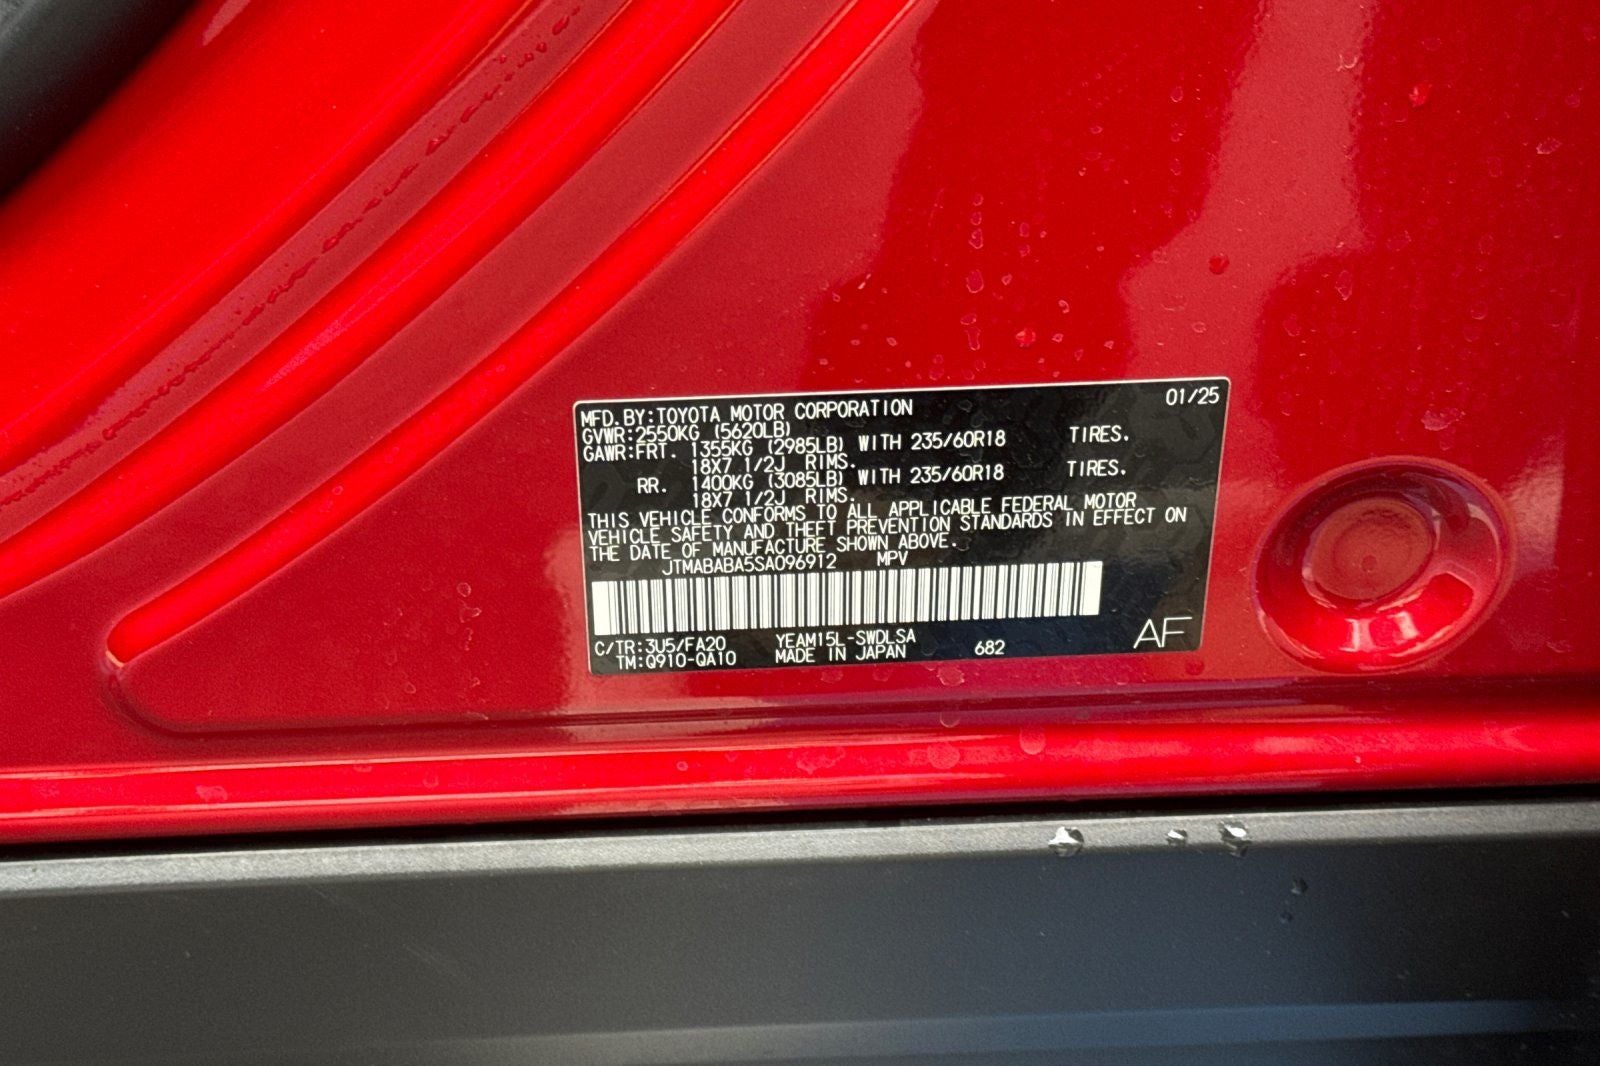 MFD.BY:TOYOTA MOTOR CORPORATION 01/25
GVWR:2550KG (5620LB)
GAWR:FRT. 1355KG (2985LB) WITH 235/60R18 TIRES.
18X7 1/2J RIMS.
RR. 1400KG (3085LB) WITH 235/60R18 TIRES.
18X7 1/2J RIMS.
THIS VEHICLE CONFORMS TO ALL APPLICABLE FEDERAL MOTOR
VEHICLE SAFETY AND THEFT PREVENTION STANDARDS IN EFFECT ON
THE DATE OF MANUFACTURE SHOWN ABOVE.
JTMABABA5SA096912 MPV
C/TR:3U5/FA20 YEAM15L-SWDLSA 682 AF
TM:Q910-QA10 MADE IN JAPAN